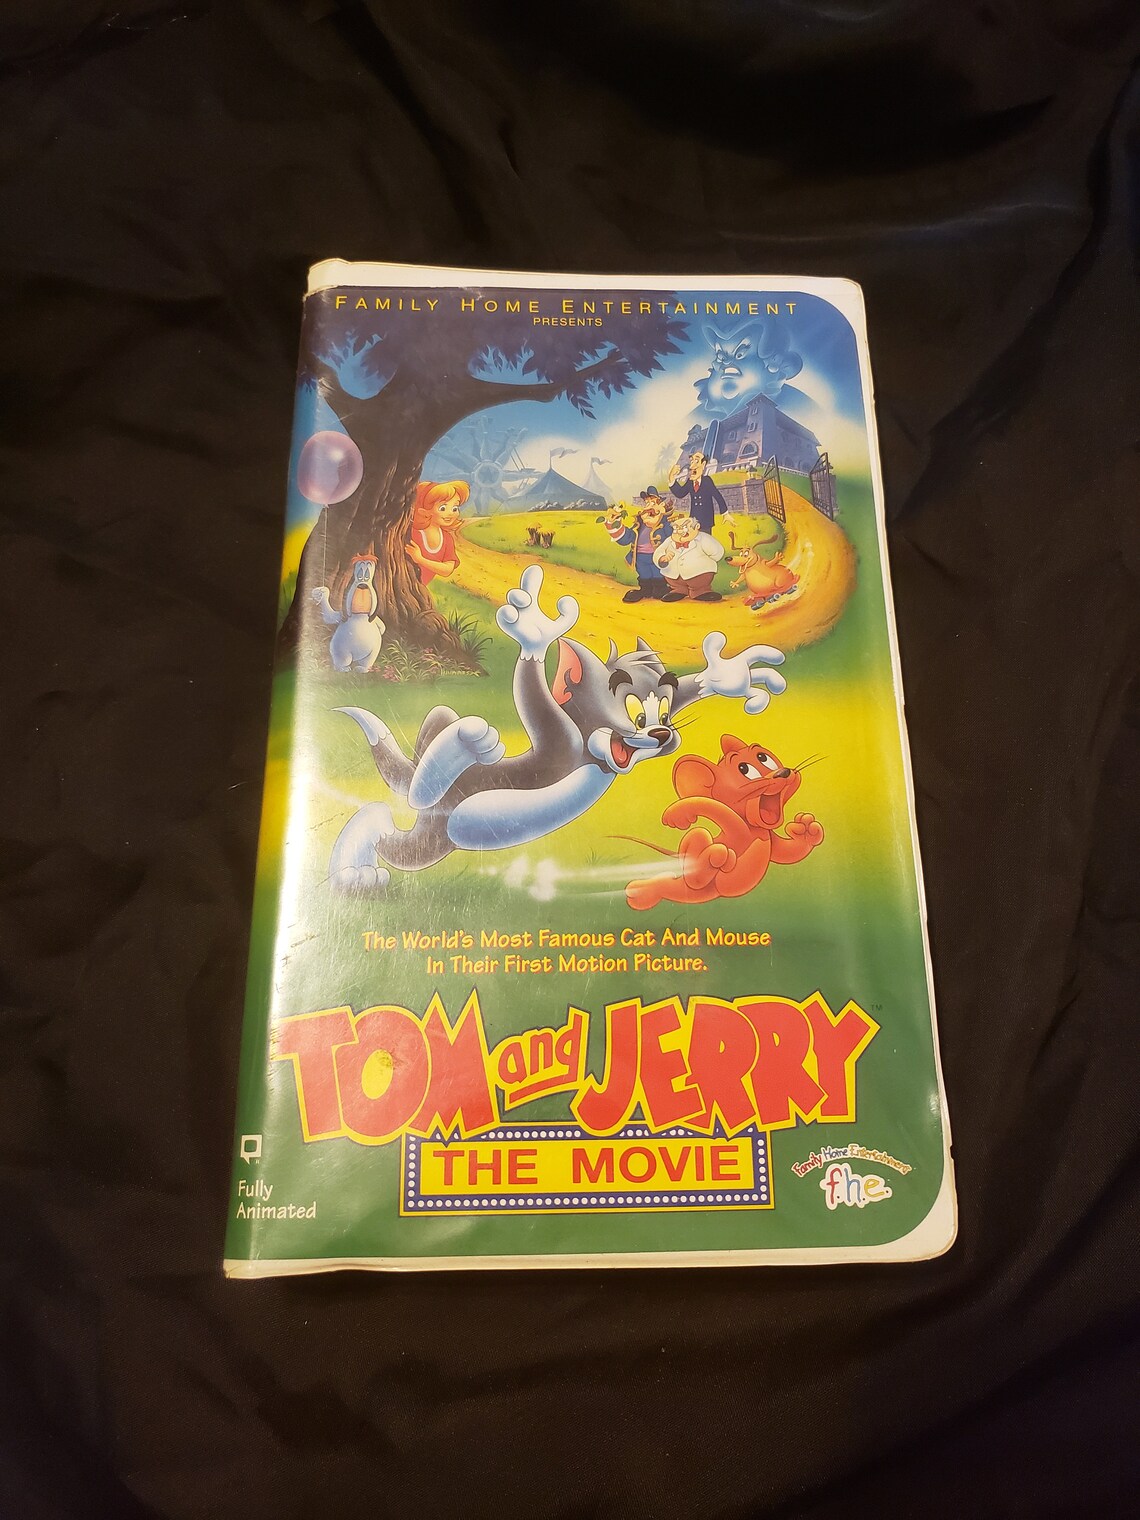 FAMILY HOME ENTERTAINMENT
PRESENTS
The World's Most Famous Cat And Mouse
In Their First Motion Picture.
TOM and JERRY ™
THE MOVIE
Fully
Animated
Family Home Entertainment
f.h.e.